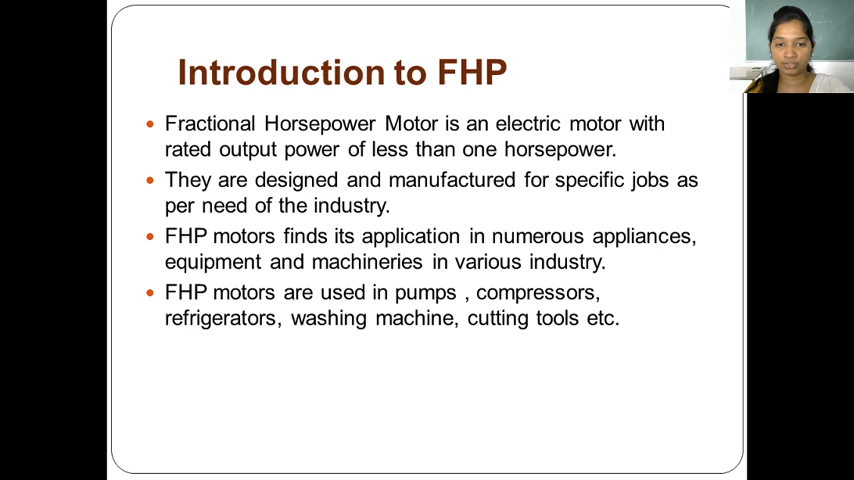 Introduction to FHP
Fractional Horsepower Motor is an electric motor with
rated output power of less than one horsepower.
They are designed and manufactured for specific jobs as
per need of the industry.
FHP motors finds its application in numerous appliances,
equipment and machineries in various industry.
FHP motors are used in pumps , compressors,
refrigerators, washing machine, cutting tools etc.